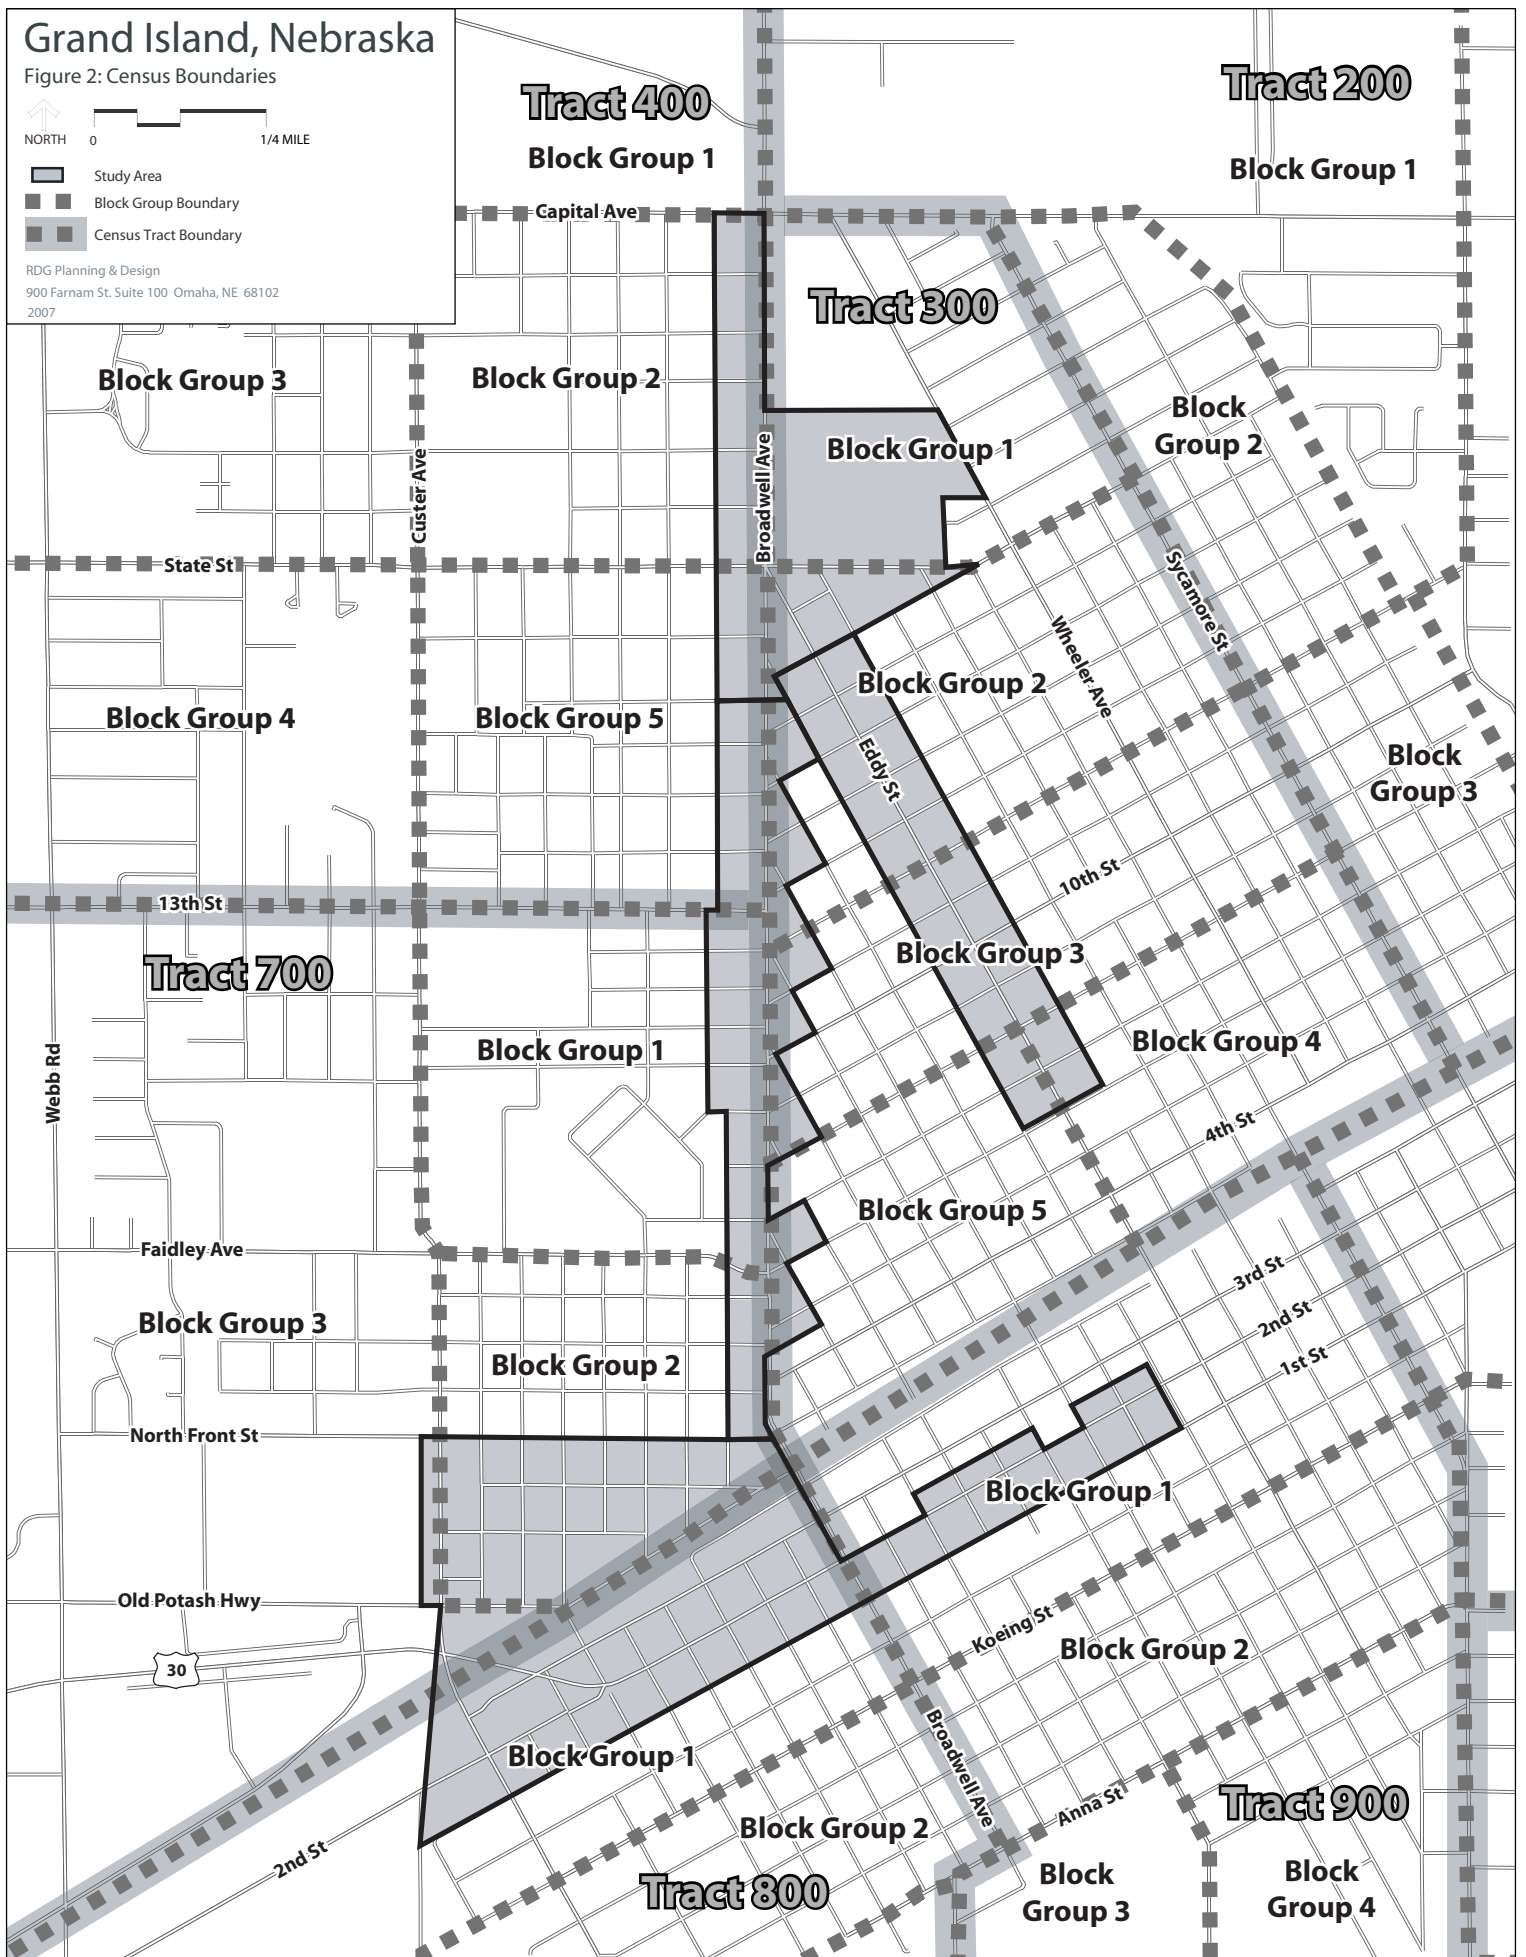 Grand Island, Nebraska
Figure 2: Census Boundaries
NORTH
0
1/4 MILE
Study Area
Block Group Boundary
Census Tract Boundary
RDG Planning & Design
900 Farnam St. Suite 100 Omaha, NE 68102
2007
Tract 400
Block Group 1
Tract 200
Block Group 1
Capital Ave
Tract 300
Block Group 3
Block Group 2
Block
Group 2
Block Group 1
Custer Ave
Broadwell Ave
State St
Sycamore St
Wheeler Ave
Block Group 2
Block Group 4
Block Group 5
Eddy St
Block
Group 3
10th St
13th St
Block Group 3
Tract 700
Block Group 1
Block Group 4
Webb Rd
4th St
Block Group 5
Faidley Ave
3rd St
2nd St
1st St
Block Group 3
Block Group 2
North Front St
Block Group 1
Old Potash Hwy
30
Koeing St
Block Group 2
Block Group 1
Broadwell Ave
Anna St
Tract 900
Block Group 2
2nd St
Tract 800
Block
Group 3
Block
Group 4